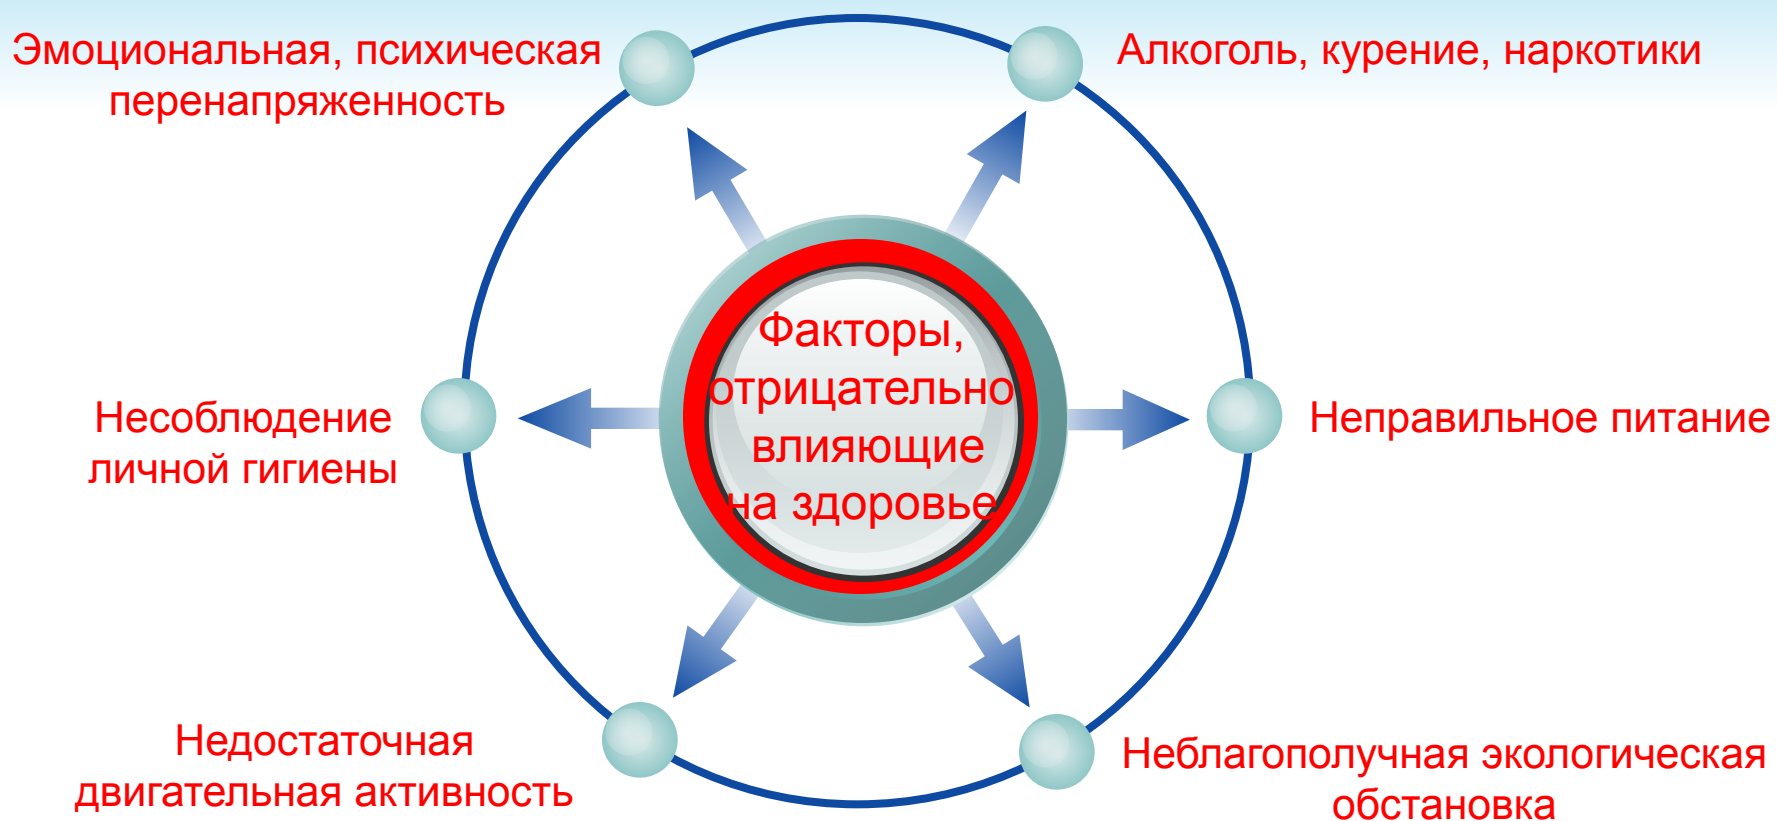 Эмоциональная, психическая
перенапряженность
Алкоголь, курение, наркотики
Факторы,
отрицательно
влияющие
на здоровье
Несоблюдение
личной гигиены
Неправильное питание
Недостаточная
двигательная активность
Неблагополучная экологическая
обстановка